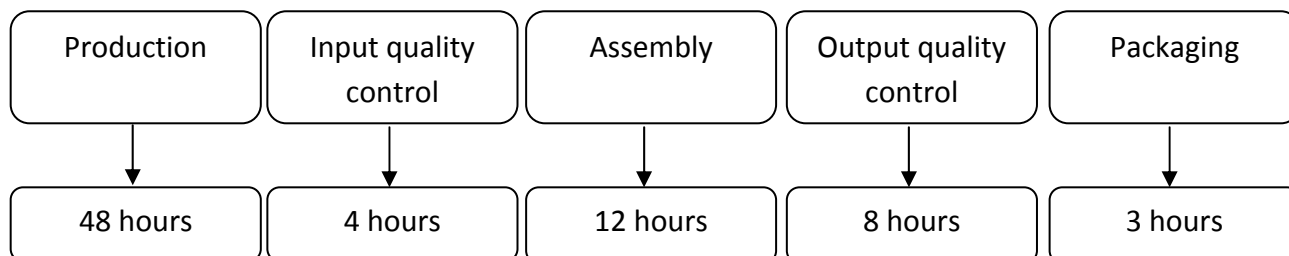 Production
Input quality
control
Assembly
Output quality
control
Packaging
48 hours
4 hours
12 hours
8 hours
3 hours